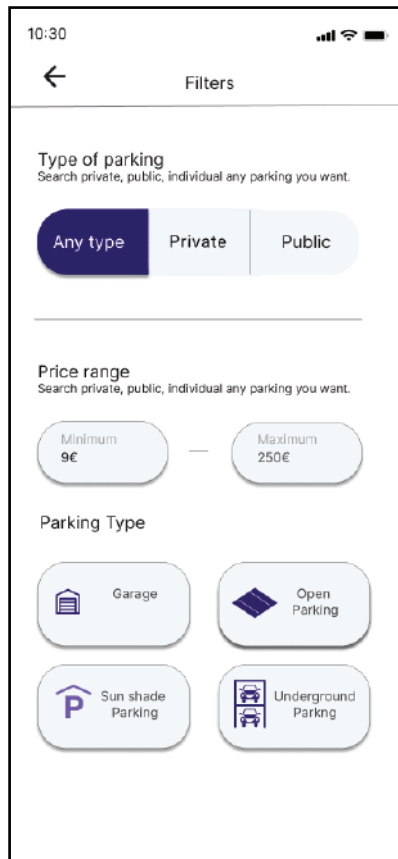 10:30
Filters
Type of parking
Search private, public, individual any parking you want.
Any type
Private
Public
Price range
Search private, public, individual any parking you want.
Minimum
9€
—
Maximum
250€
Parking Type
Garage
Open
Parking
P
Sun shade
Parking
Underground
Parkng